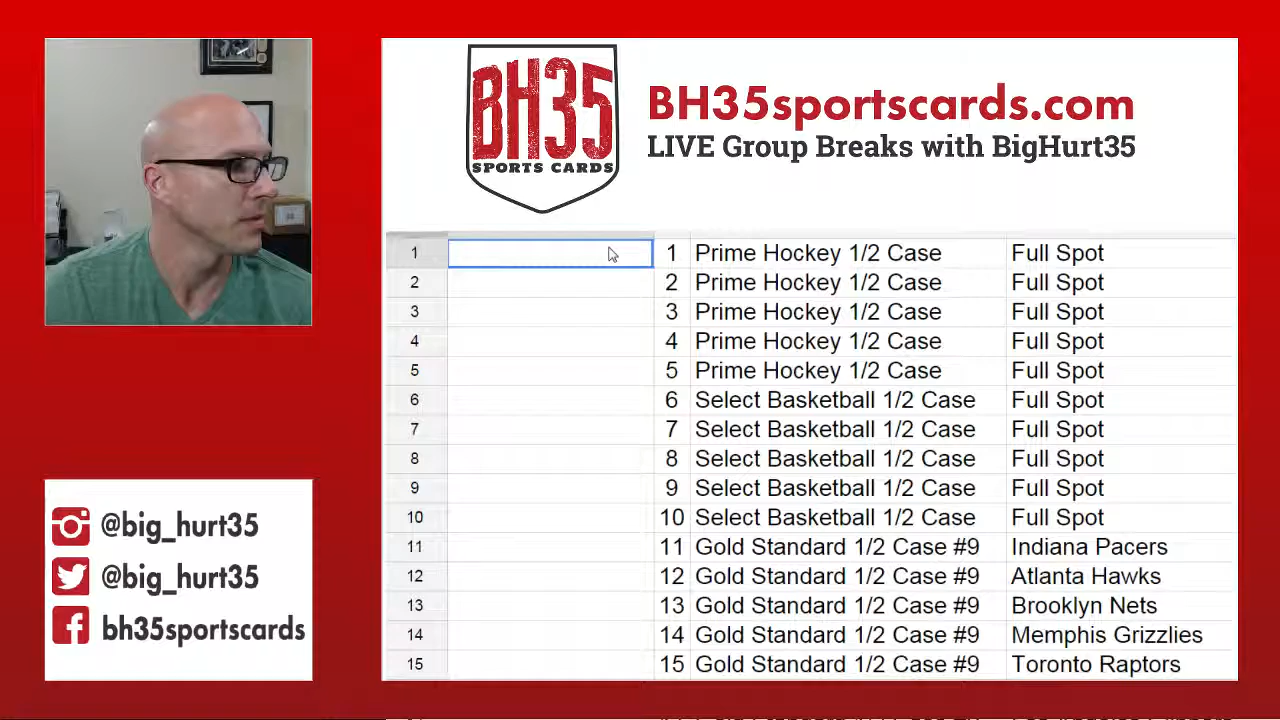 BH35
SPORTS CARDS
BH35sportscards.com
LIVE Group Breaks with BigHurt35
1 1 Prime Hockey 1/2 Case Full Spot
2 2 Prime Hockey 1/2 Case Full Spot
3 3 Prime Hockey 1/2 Case Full Spot
4 4 Prime Hockey 1/2 Case Full Spot
5 5 Prime Hockey 1/2 Case Full Spot
6 6 Select Basketball 1/2 Case Full Spot
7 7 Select Basketball 1/2 Case Full Spot
8 8 Select Basketball 1/2 Case Full Spot
9 9 Select Basketball 1/2 Case Full Spot
10 10 Select Basketball 1/2 Case Full Spot
11 11 Gold Standard 1/2 Case #9 Indiana Pacers
12 12 Gold Standard 1/2 Case #9 Atlanta Hawks
13 13 Gold Standard 1/2 Case #9 Brooklyn Nets
14 14 Gold Standard 1/2 Case #9 Memphis Grizzlies
15 15 Gold Standard 1/2 Case #9 Toronto Raptors
@big_hurt35
@big_hurt35
bh35sportscards